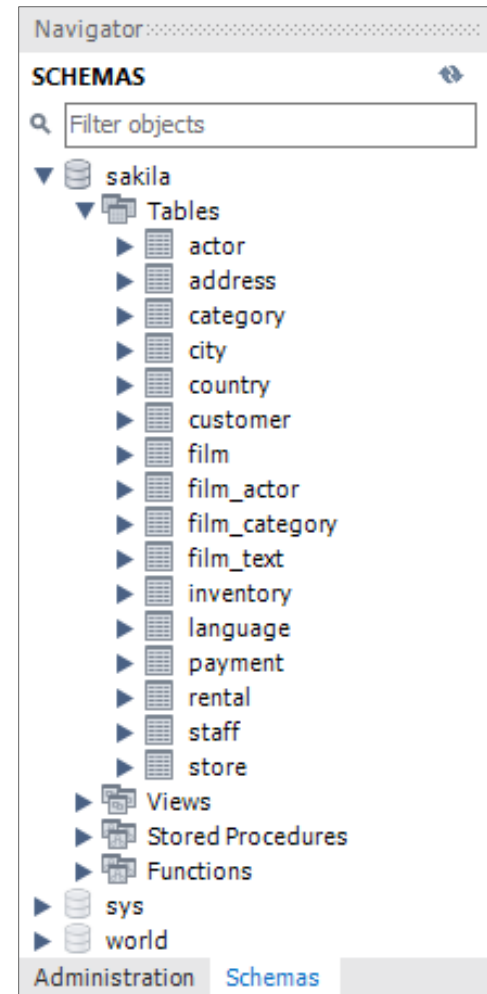 Navigator
SCHEMAS
Filter objects
sakila
Tables
actor
address
category
city
country
customer
film
film_actor
film_category
film_text
inventory
language
payment
rental
staff
store
Views
Stored Procedures
Functions
sys
world
Administration Schemas